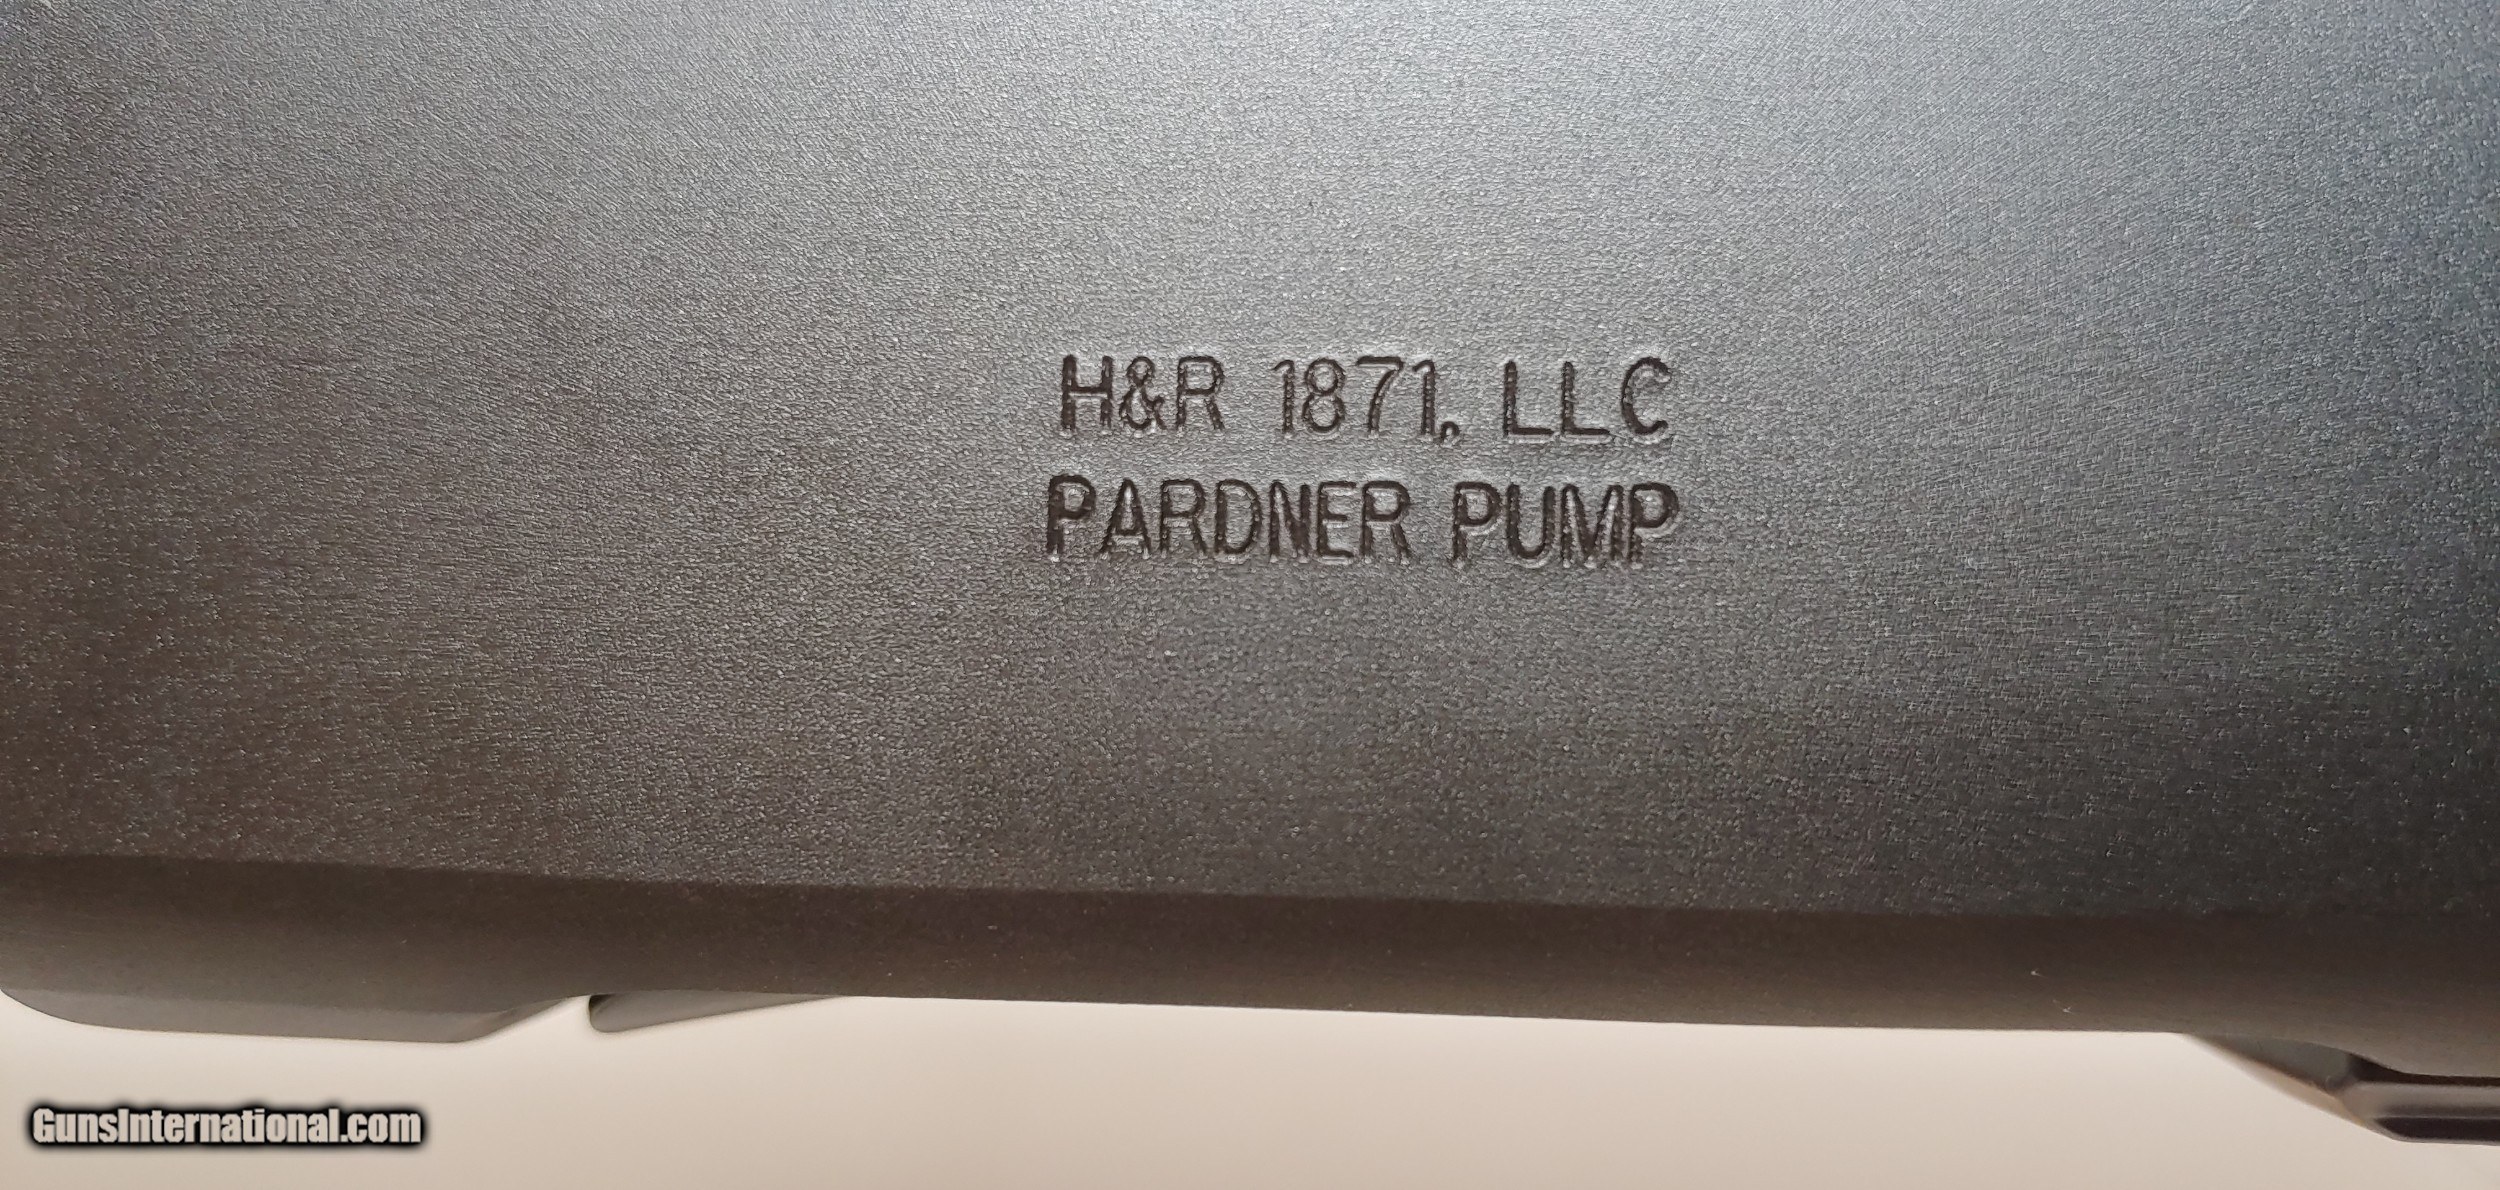 H&R 1871, LLC
PARDNER PUMP
GunsInternational.com